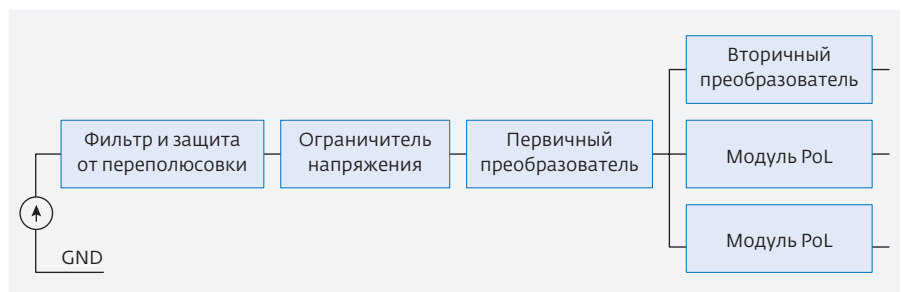 Вторичный
преобразователь
Фильтр и защита
от переполюсовки
Ограничитель
напряжения
Первичный
преобразователь
Модуль PoL
Модуль PoL
GND